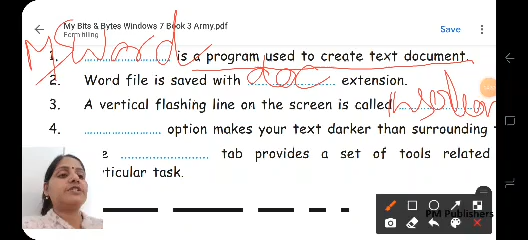 My Bits & Bytes Windows 7 Book 3 Army.pdf
Form filling
Save
1. MSWord is a program used to create text document.
2. Word file is saved with doc extension.
3. A vertical flashing line on the screen is called
4. .................... option makes your text darker than surrounding
.................... tab provides a set of tools related
task.
PM Publishers